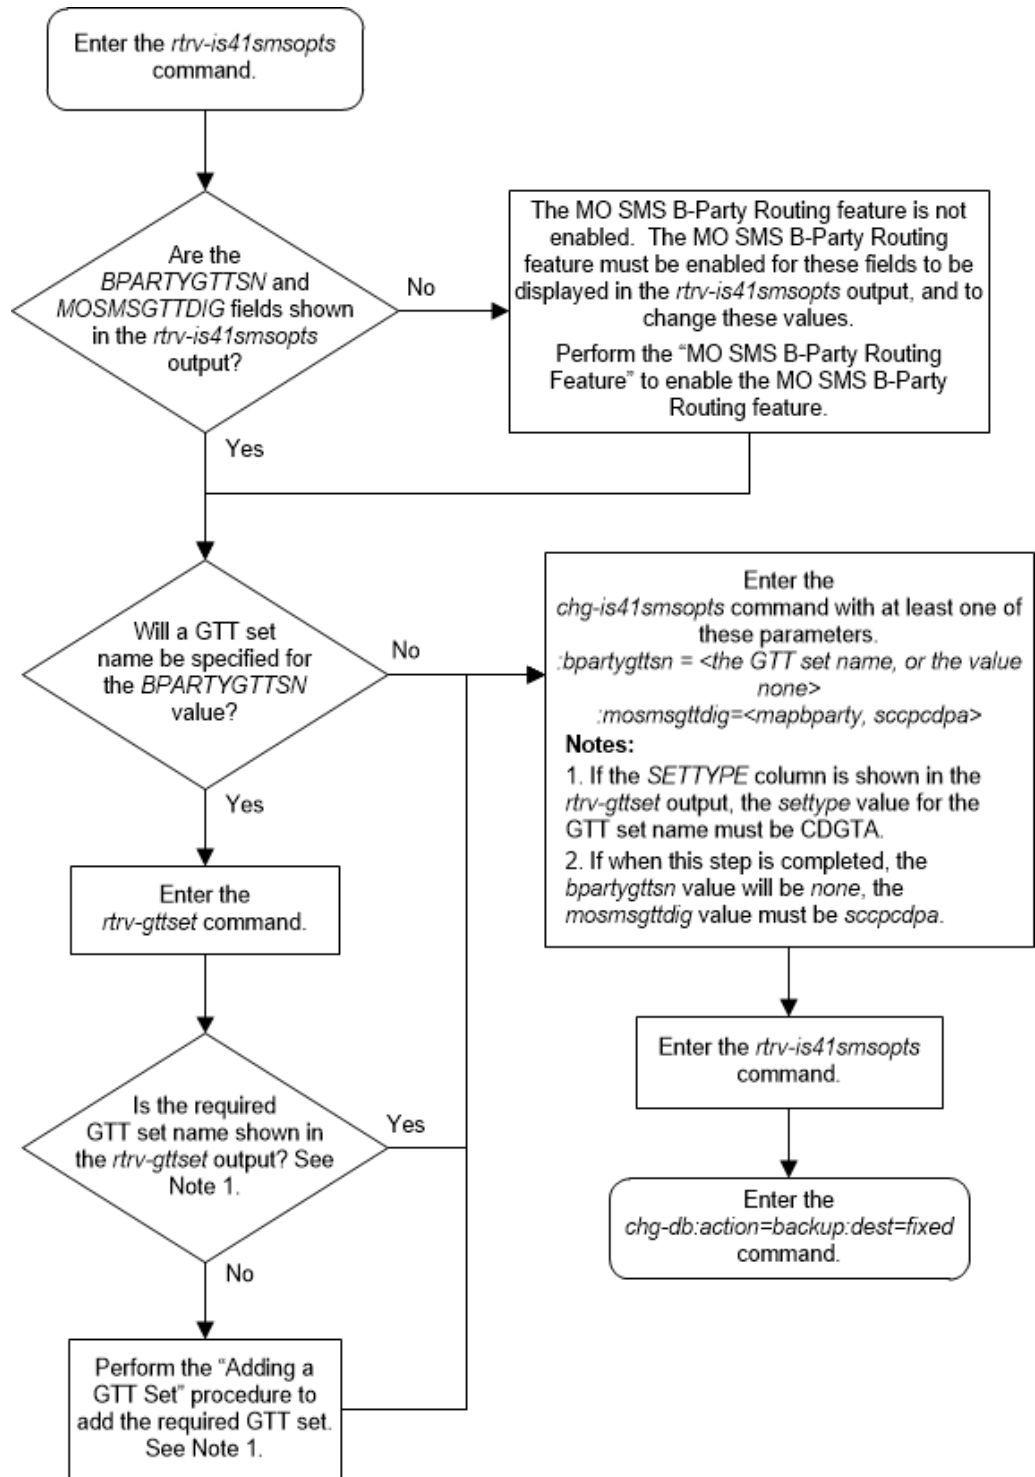 Enter the rtrv-is41smsopts
command.
Are the
BPARTYGTTSN and
MOSMSGTTDIG fields shown
in the rtrv-is41smsopts
output?
No
The MO SMS B-Party Routing feature is not
enabled. The MO SMS B-Party Routing
feature must be enabled for these fields to be
displayed in the rtrv-is41smsopts output, and to
change these values.
Perform the “MO SMS B-Party Routing
Feature” to enable the MO SMS B-Party
Routing feature.
Yes
Will a GTT set
name be specified for
the BPARTYGTTSN
value?
No
Enter the
chg-is41smsopts command with at least one of
these parameters.
:bpartygttsn = <the GTT set name, or the value
none>
:mosmsgttdig=<mapbparty, sccpcdpa>
Notes:
1. If the SETTYPE column is shown in the
rtrv-gttset output, the settype value for the
GTT set name must be CDGTA.
2. If when this step is completed, the
bpartygttsn value will be none, the
mosmsgttdig value must be sccpcdpa.
Yes
Enter the
rtrv-gttset command.
Is the required
GTT set name shown in
the rtrv-gttset output? See
Note 1.
Yes
No
Perform the “Adding a
GTT Set” procedure to
add the required GTT set.
See Note 1.
Enter the rtrv-is41smsopts
command.
Enter the
chg-db:action=backup:dest=fixed
command.